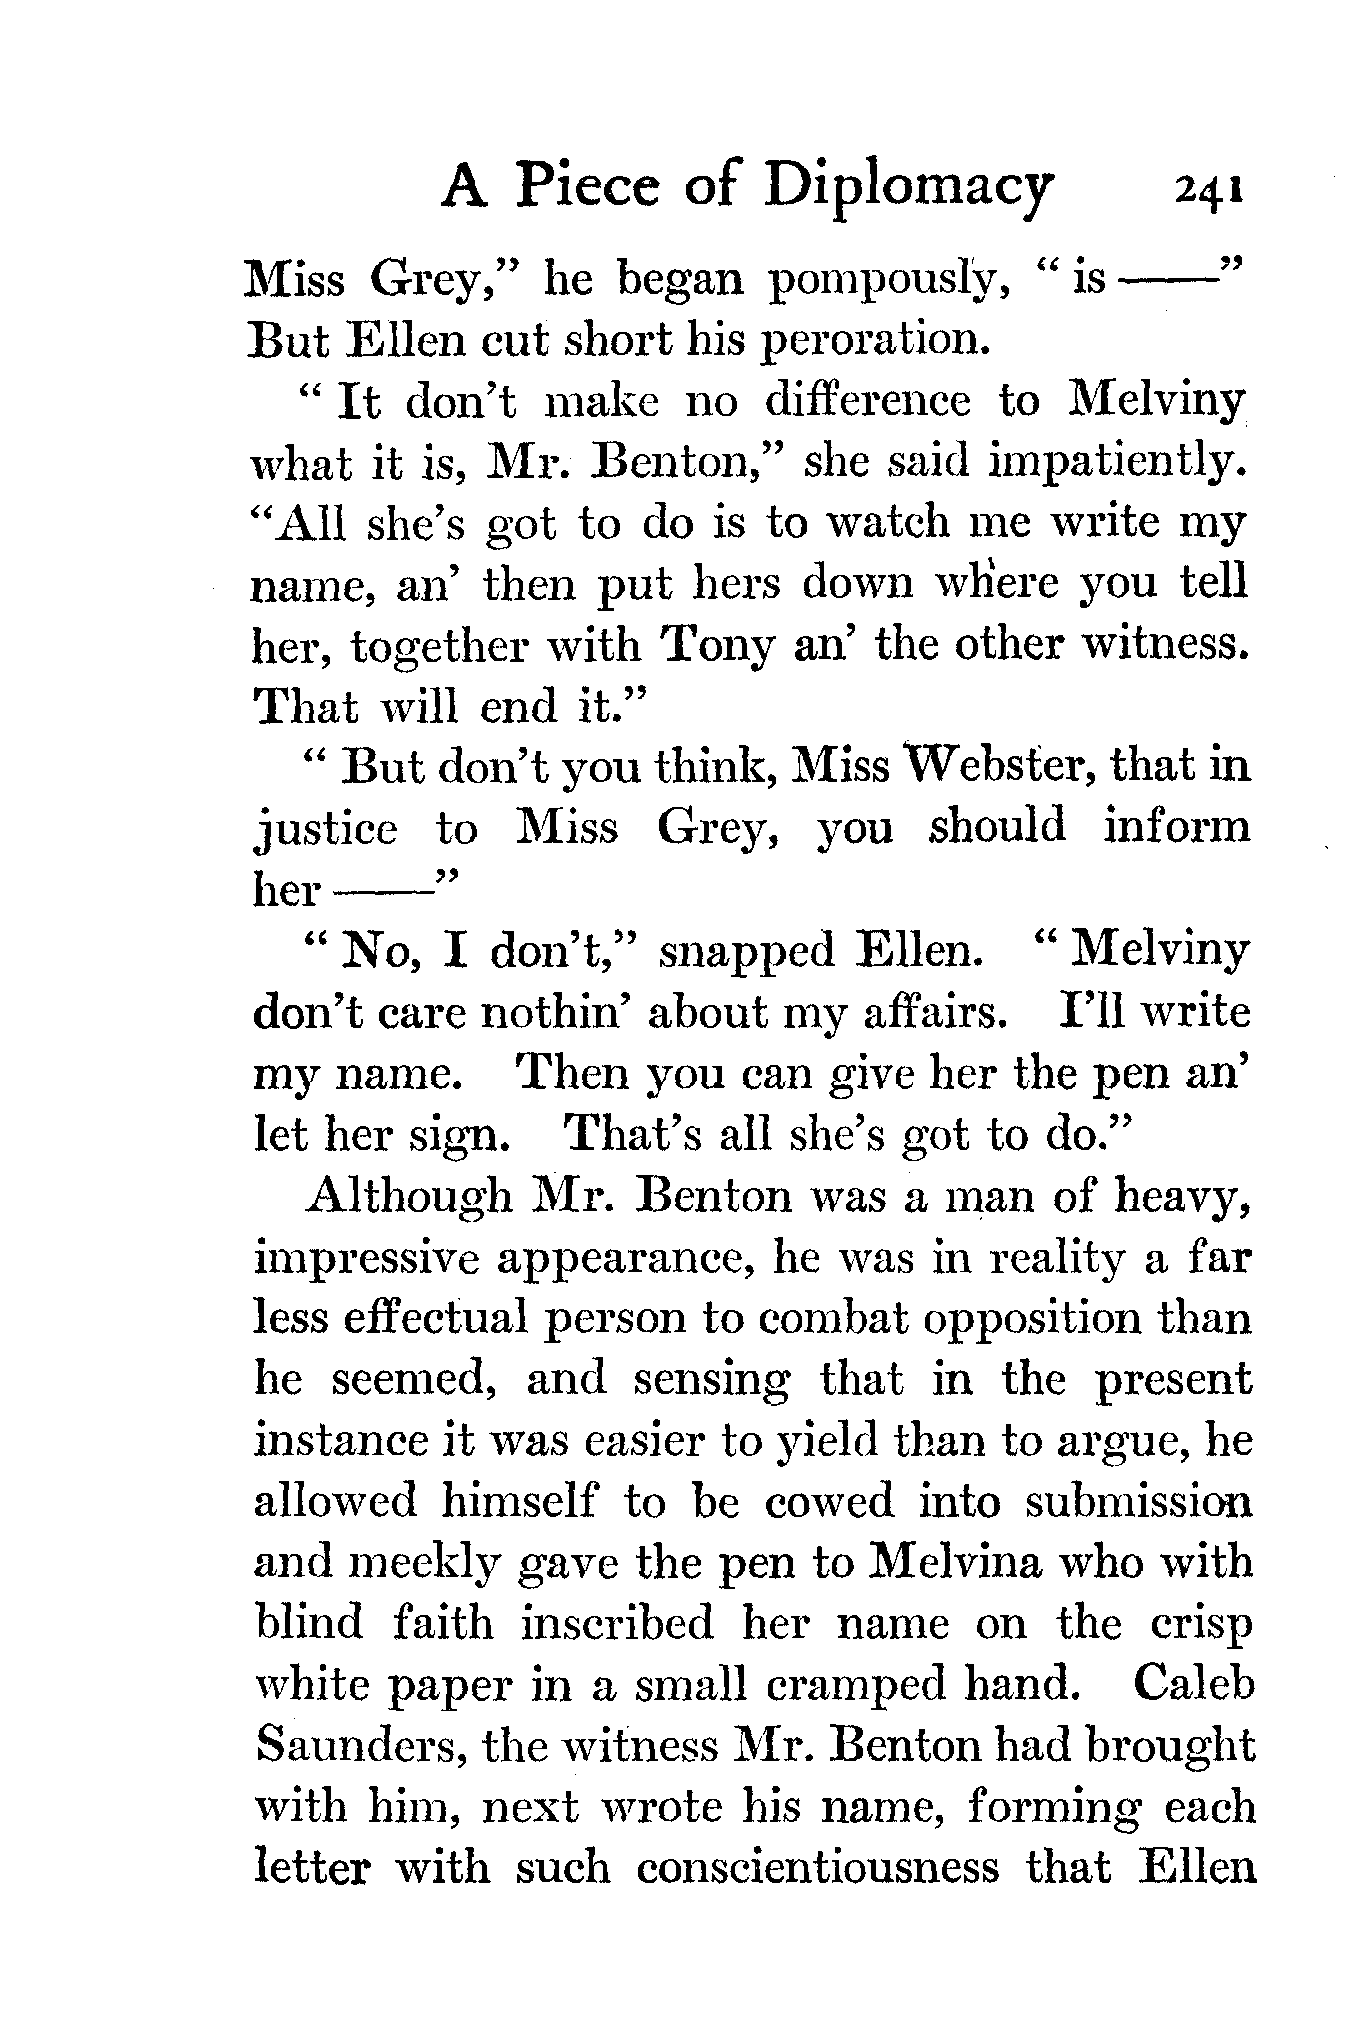 A Piece of Diplomacy 241
Miss Grey,” he began pompously, “ is ——”
But Ellen cut short his peroration.
“ It don’t make no difference to Melviny
what it is, Mr. Benton,” she said impatiently.
“All she’s got to do is to watch me write my
name, an’ then put hers down where you tell
her, together with Tony an’ the other witness.
That will end it.”
“ But don’t you think, Miss Webster, that in
justice to Miss Grey, you should inform
her ——”
“ No, I don’t,” snapped Ellen. “ Melviny
don’t care nothin’ about my affairs. I’ll write
my name. Then you can give her the pen an’
let her sign. That’s all she’s got to do.”
Although Mr. Benton was a man of heavy,
impressive appearance, he was in reality a far
less effectual person to combat opposition than
he seemed, and sensing that in the present
instance it was easier to yield than to argue, he
allowed himself to be cowed into submission
and meekly gave the pen to Melvina who with
blind faith inscribed her name on the crisp
white paper in a small cramped hand. Caleb
Saunders, the witness Mr. Benton had brought
with him, next wrote his name, forming each
letter with such conscientiousness that Ellen